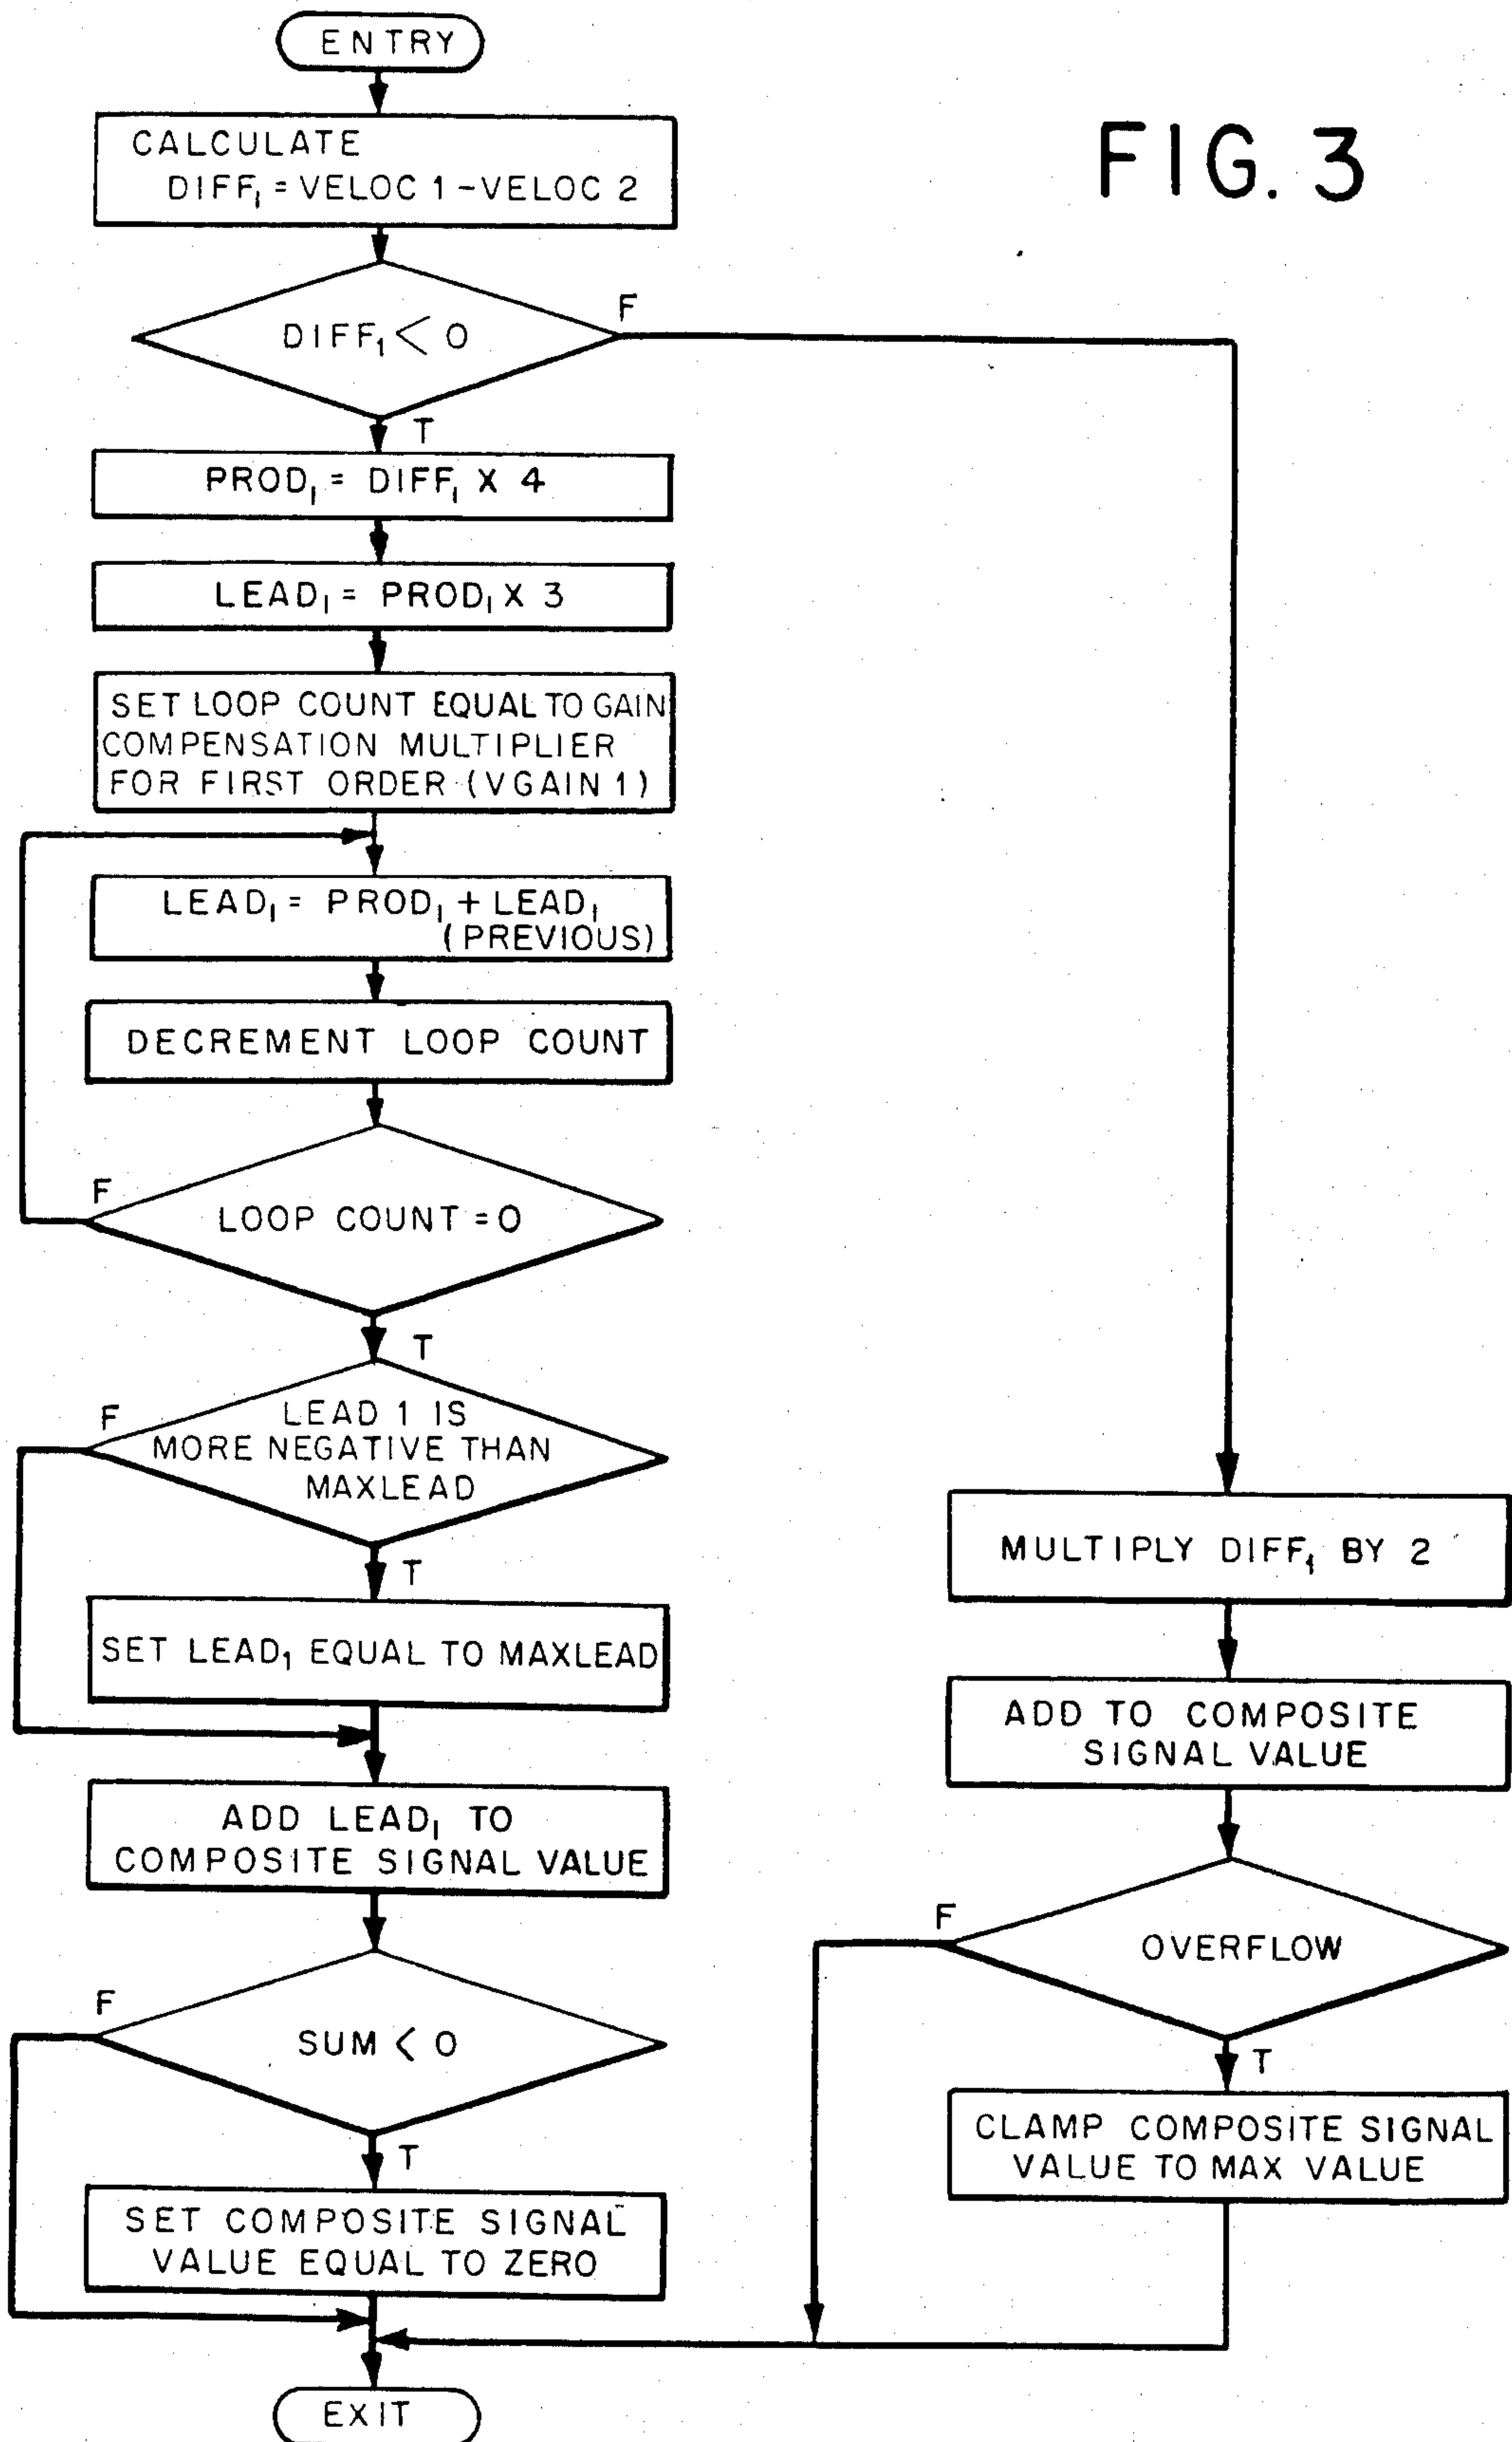 ENTRY
FIG. 3
CALCULATE
DIFF₁ = VELOC 1 - VELOC 2
DIFF₁ < 0
F
T
PROD₁ = DIFF₁ X 4
LEAD₁ = PROD₁ X 3
SET LOOP COUNT EQUAL TO GAIN
COMPENSATION MULTIPLIER
FOR FIRST ORDER (VGAIN 1)
LEAD₁ = PROD₁ + LEAD₁
(PREVIOUS)
DECREMENT LOOP COUNT
F
LOOP COUNT = 0
T
F
LEAD 1 IS
MORE NEGATIVE THAN
MAXLEAD
T
SET LEAD₁ EQUAL TO MAXLEAD
ADD LEAD₁ TO
COMPOSITE SIGNAL VALUE
F
SUM < 0
T
SET COMPOSITE SIGNAL
VALUE EQUAL TO ZERO
MULTIPLY DIFF₁ BY 2
ADD TO COMPOSITE
SIGNAL VALUE
F
OVERFLOW
T
CLAMP COMPOSITE SIGNAL
VALUE TO MAX VALUE
EXIT